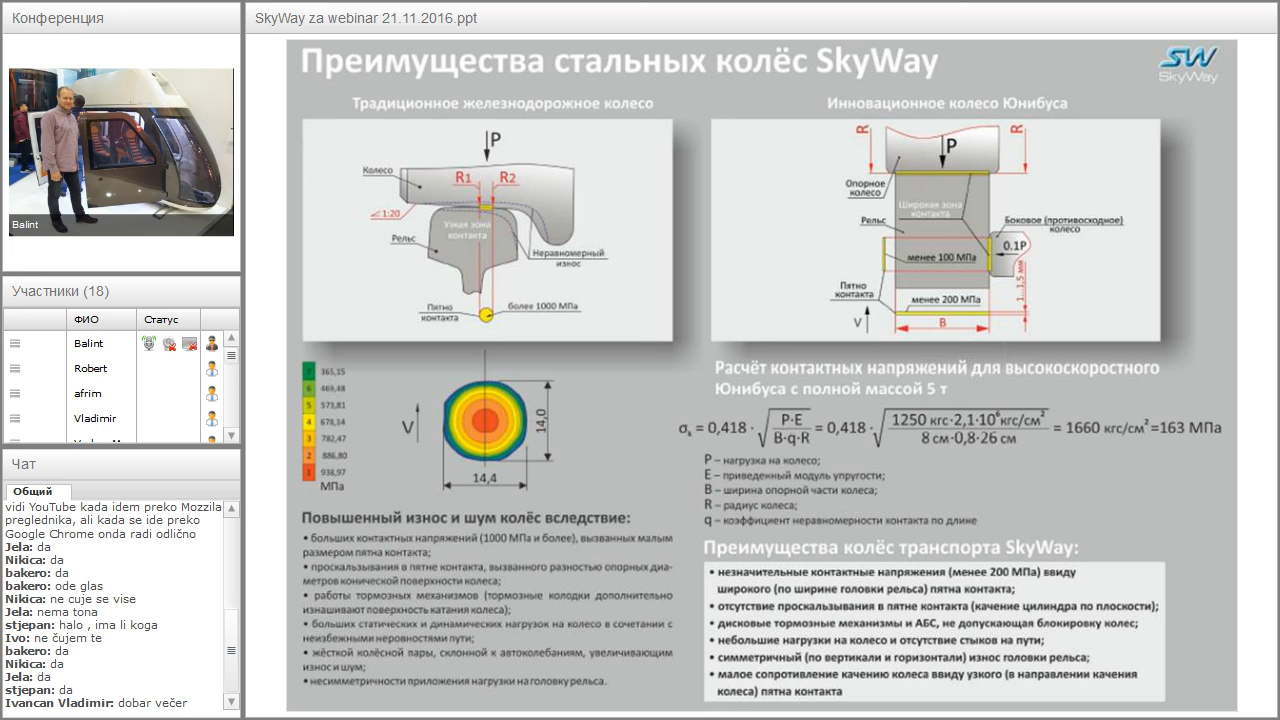 Конференция
Balint
Участники (18)
ФИО Статус
Balint
Robert
afrim
Vladimir
Чат
Общий
vidi YouTube kada idem preko Mozzila
preglednika, ali kada se ide preko
Google Chrome onda radi odlično
Jela: da
Nikica: da
bakero: da
bakero: ode glas
Nikica: ne cuje se vise
Jela: nema tona
stjepan: halo , ima li koga
Ivo: ne čujem te
bakero: da
Nikica: da
Jela: da
stjepan: da
Ivancan Vladimir: dobar večer
SkyWay za webinar 21.11.2016.ppt
Преимущества стальных колёс SkyWay
SW
SkyWay
Традиционное железнодорожное колесо
P
Колесо
R1 R2
1:20
Узкая зона
контакта
Рельс
Неравномерный
износ
Пятно
контакта
более 1000 МПа
7 365,15
6 469,48
5 573,81
4 678,14
3 782,47
2 886,80
1 938,97
МПа
V
14,0
14,4
Повышенный износ и шум колёс вследствие:
• больших контактных напряжений (1000 МПа и более), вызванных малым
размером пятна контакта;
• проскальзывания в пятне контакта, вызванного разностью опорных диа-
метров конической поверхности колеса;
• работы тормозных механизмов (тормозные колодки дополнительно
изнашивают поверхность катания колеса);
• больших статических и динамических нагрузок на колесо в сочетании с
неизбежными неровностями пути;
• жёсткой колёсной пары, склонной к автоколебаниям, увеличивающим
износ и шум;
• несимметричности приложения нагрузки на головку рельса.
Инновационное колесо Юнибуса
R P R
Опорное
колесо
Широкая зона
контакта
Рельс
Боковое (противосходное)
колесо
0.1P
менее 100 МПа
Пятно
контакта
менее 200 МПа
1...1,5 мм
V
B
Расчёт контактных напряжений для высокоскоростного
Юнибуса с полной массой 5 т
σк = 0,418 · √(P·E / B·q·R) = 0,418 · √(1250 кгс·2,1·10⁶кгс/см² / 8 см·0,8·26 см) = 1660 кгс/см²=163 МПа
P – нагрузка на колесо;
E – приведенный модуль упругости;
B – ширина опорной части колеса;
R – радиус колеса;
q – коэффициент неравномерности контакта по длине
Преимущества колёс транспорта SkyWay:
• незначительные контактные напряжения (менее 200 МПа) ввиду
широкого (по ширине головки рельса) пятна контакта;
• отсутствие проскальзывания в пятне контакта (качение цилиндра по плоскости);
• дисковые тормозные механизмы и АБС, не допускающая блокировку колес;
• небольшие нагрузки на колесо и отсутствие стыков на пути;
• симметричный (по вертикали и горизонтали) износ головки рельса;
• малое сопротивление качению колеса ввиду узкого (в направлении качения
колеса) пятна контакта